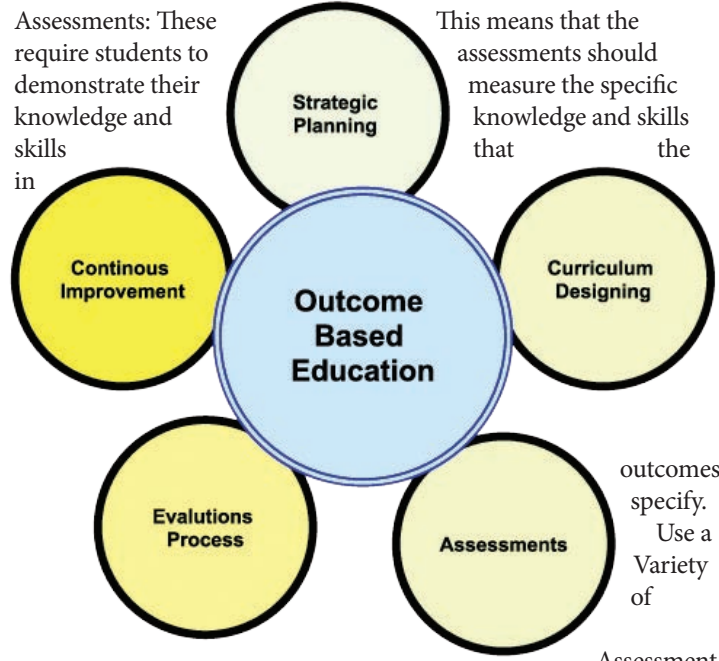 Assessments: These
require students to
demonstrate their
knowledge and
skills
in
This means that the
assessments should
measure the specific
knowledge and skills
that the
Strategic
Planning
Continous
Improvement
Curriculum
Designing
Outcome
Based
Education
Evalutions
Process
Assessments
outcomes
specify.
Use a
Variety
of
Assessment